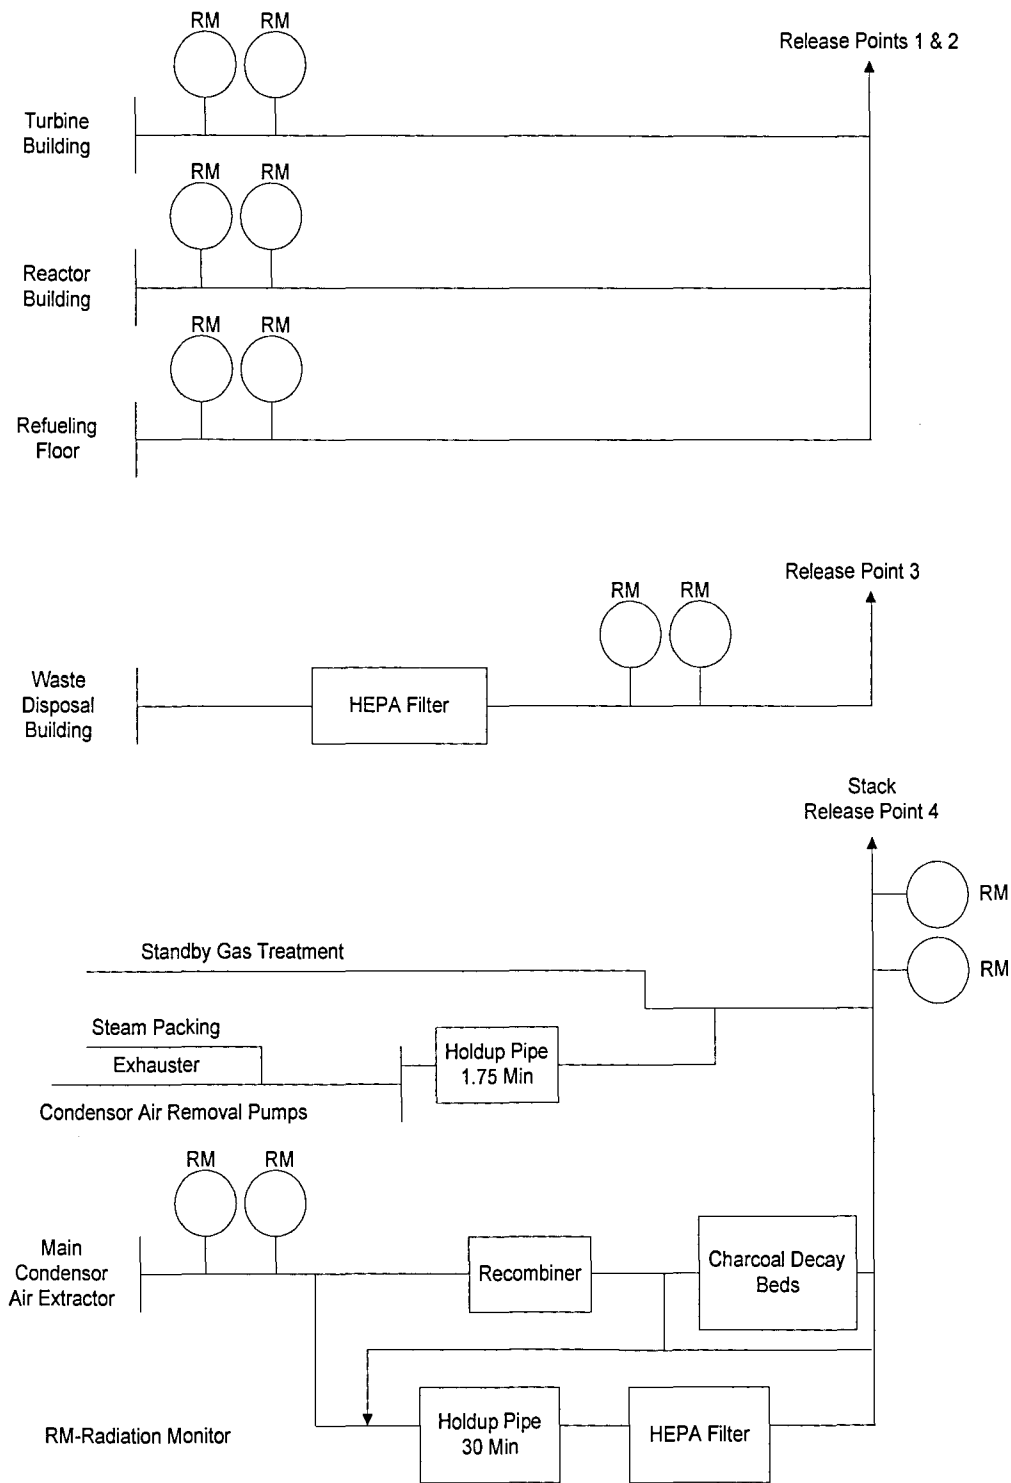 RM
RM
Release Points 1 & 2
Turbine
Building
RM
RM
Reactor
Building
RM
RM
Refueling
Floor
Release Point 3
RM
RM
Waste
Disposal
Building
HEPA Filter
Stack
Release Point 4
RM
Standby Gas Treatment
RM
Steam Packing
Exhauster
Holdup Pipe
1.75 Min
Condensor Air Removal Pumps
RM
RM
Main
Condensor
Air Extractor
Recombiner
Charcoal Decay
Beds
RM-Radiation Monitor
Holdup Pipe
30 Min
HEPA Filter